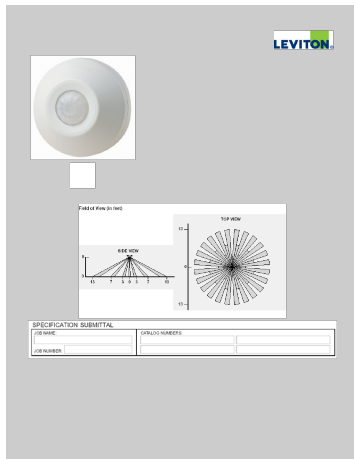 LEVITON
Field of View (in feet)
TOP VIEW
SIDE VIEW
SPECIFICATION SUBMITTAL
JOB NAME:
CATALOG NUMBERS:
JOB NUMBER: